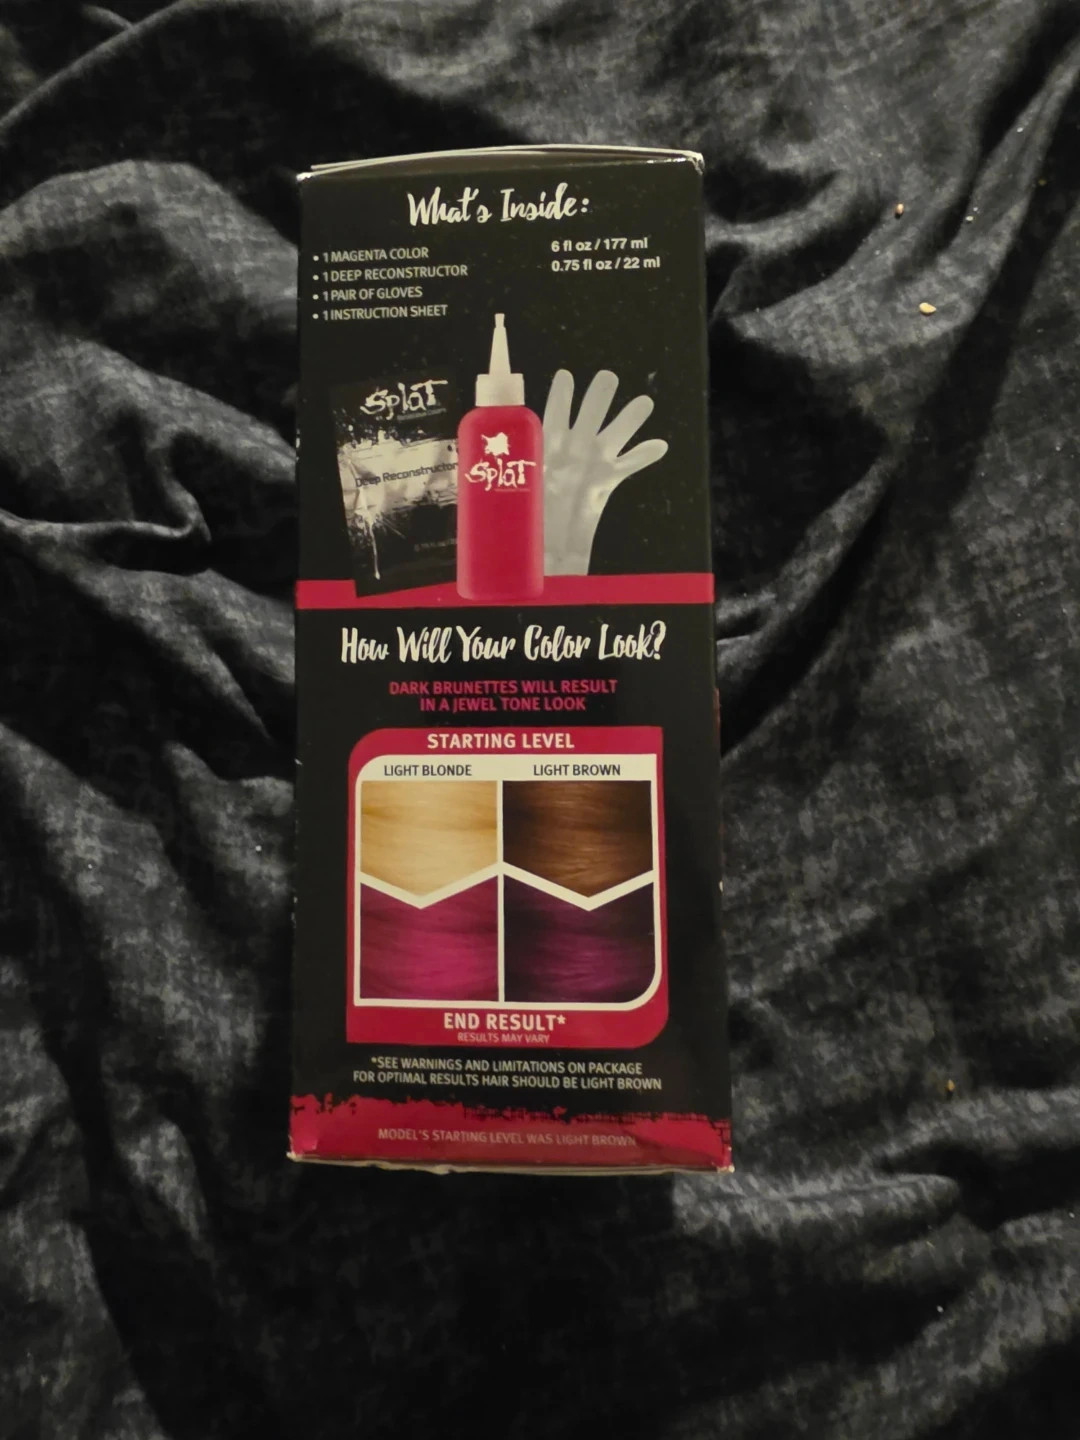 What's Inside:
• 1 MAGENTA COLOR 6 fl oz / 177 ml
• 1 DEEP RECONSTRUCTOR 0.75 fl oz / 22 ml
• 1 PAIR OF GLOVES
• 1 INSTRUCTION SHEET
Splat
Deep Reconstructor
Splat
How Will Your Color Look?
DARK BRUNETTES WILL RESULT
IN A JEWEL TONE LOOK
STARTING LEVEL
LIGHT BLONDE LIGHT BROWN
END RESULT*
RESULTS MAY VARY
*SEE WARNINGS AND LIMITATIONS ON PACKAGE
FOR OPTIMAL RESULTS HAIR SHOULD BE LIGHT BROWN
MODEL'S STARTING LEVEL WAS LIGHT BROWN